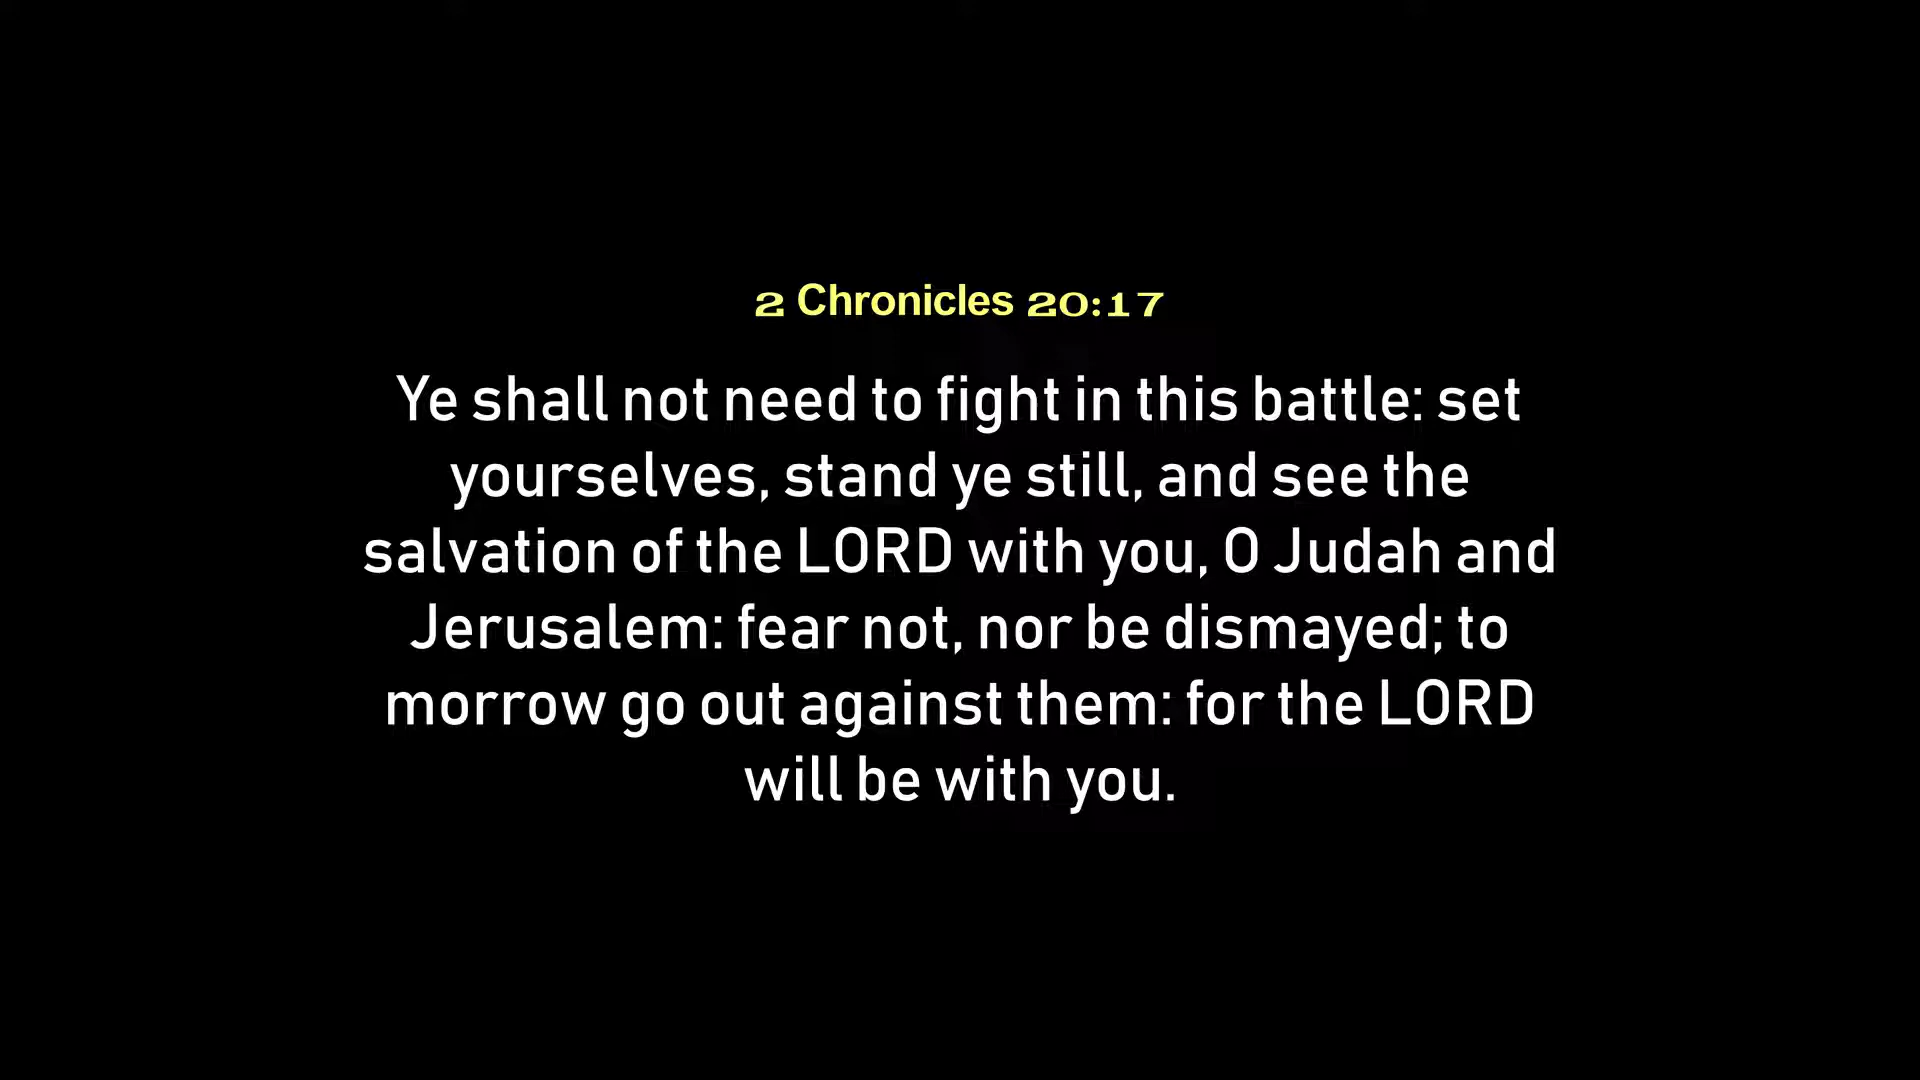 2 Chronicles 20:17
Ye shall not need to fight in this battle: set
yourselves, stand ye still, and see the
salvation of the LORD with you, O Judah and
Jerusalem: fear not, nor be dismayed; to
morrow go out against them: for the LORD
will be with you.